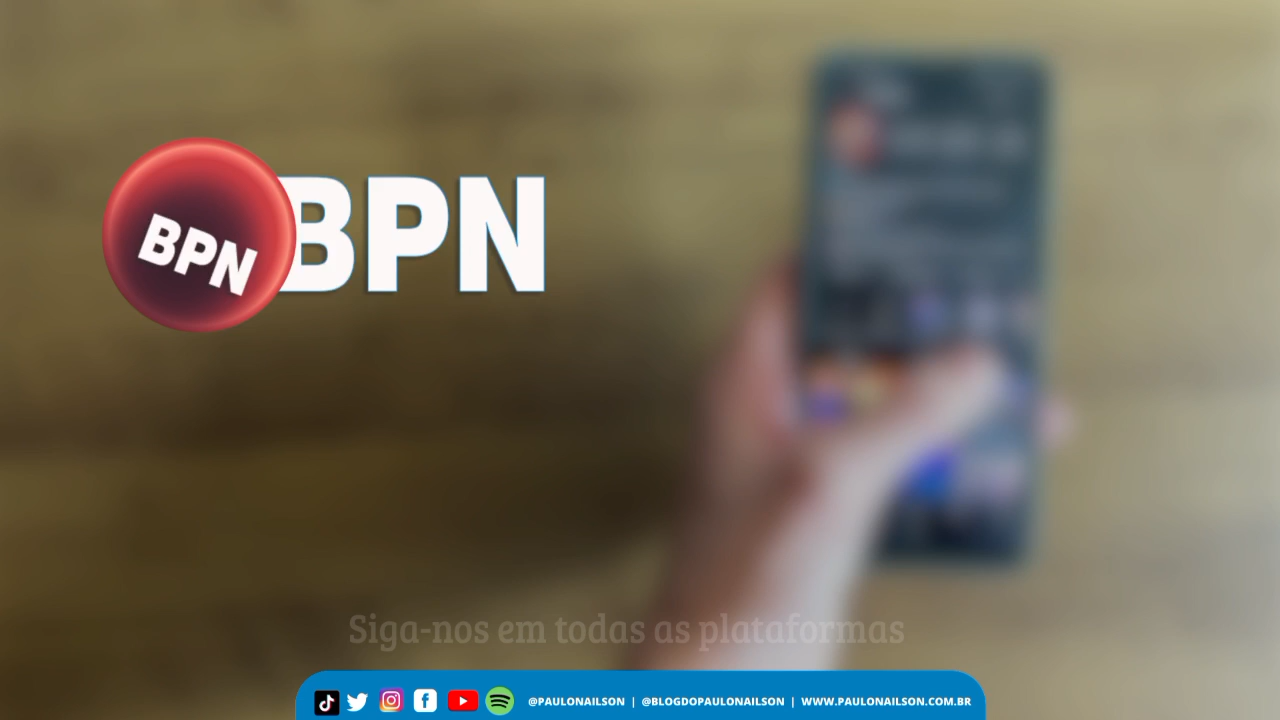 BPN
BPN
Siga-nos em todas as plataformas
@PAULONAILSON | @BLOGDOPAULONAILSON | WWW.PAULONAILSON.COM.BR